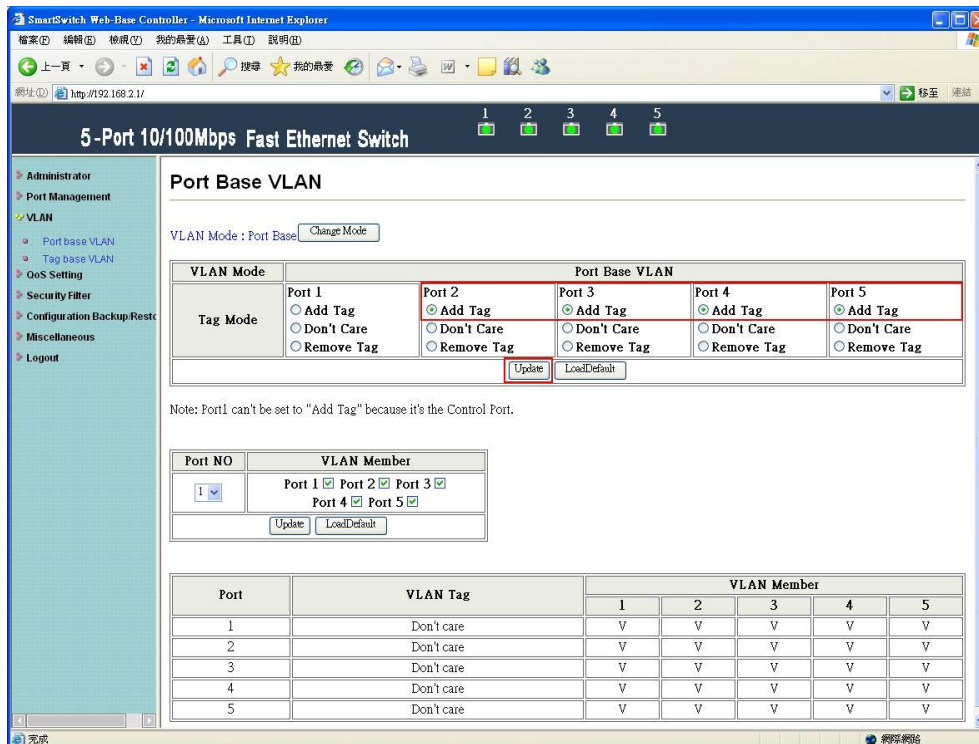 SmartSwitch Web-Base Controller - Microsoft Internet Explorer
檔案(F) 編輯(E) 檢視(V) 我的最愛(A) 工具(T) 說明(H)
上一頁 搜尋 我的最愛
網址(D) http://192.168.2.1/ 移至 連結
1 2 3 4 5
5-Port 10/100Mbps Fast Ethernet Switch
Administrator
Port Management
VLAN
Port base VLAN
Tag base VLAN
QoS Setting
Security Filter
Configuration Backup/Resto
Miscellaneous
Logout
Port Base VLAN
VLAN Mode : Port Base Change Mode
VLAN Mode Port Base VLAN
Tag Mode
Port 1 Port 2 Port 3 Port 4 Port 5
Add Tag Add Tag Add Tag Add Tag Add Tag
Don't Care Don't Care Don't Care Don't Care Don't Care
Remove Tag Remove Tag Remove Tag Remove Tag Remove Tag
Update LoadDefault
Note: Port1 can't be set to "Add Tag" because it's the Control Port.
Port NO VLAN Member
1 Port 1 Port 2 Port 3
Port 4 Port 5
Update LoadDefault
Port VLAN Tag VLAN Member
1 2 3 4 5
1 Don't care V V V V V
2 Don't care V V V V V
3 Don't care V V V V V
4 Don't care V V V V V
5 Don't care V V V V V
完成 網際網路